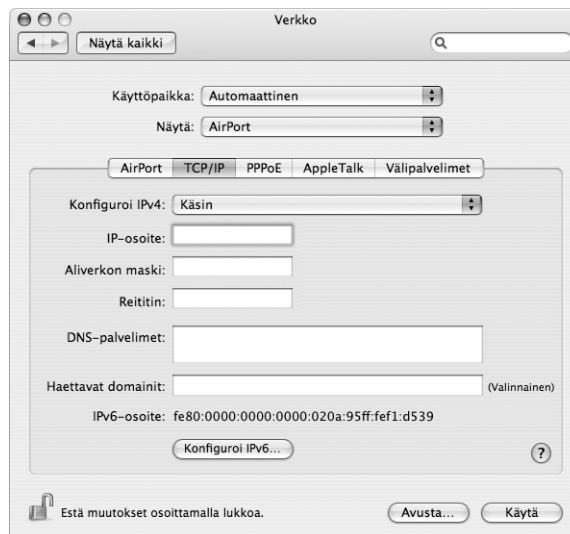 Verkko
Näytä kaikki
Käyttöpaikka: Automaattinen
Näytä: AirPort
AirPort TCP/IP PPPoE AppleTalk Välipalvelimet
Konfiguroi IPv4: Käsin
IP-osoite:
Aliverkon maski:
Reititin:
DNS-palvelimet:
Haettavat domainit: (Valinnainen)
IPv6-osoite: fe80:0000:0000:0000:020a:95ff:fef1:d539
Konfiguroi IPv6... ?
Estä muutokset osoittamalla lukkoa. Avusta... Käytä